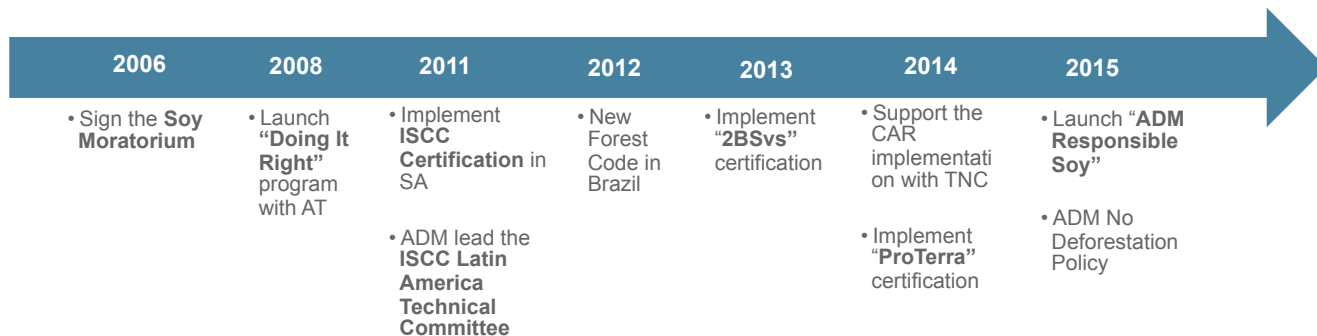 2006
2008
2011
2012
2013
2014
2015
• Sign the Soy
Moratorium
• Launch
“Doing It
Right”
program
with AT
• Implement
ISCC
Certification in
SA
• ADM lead the
ISCC Latin
America
Technical
Committee
• New
Forest
Code in
Brazil
• Implement
“2BSvs”
certification
• Support the
CAR
implementati
on with TNC
• Implement
“ProTerra”
certification
• Launch “ADM
Responsible
Soy”
• ADM No
Deforestation
Policy